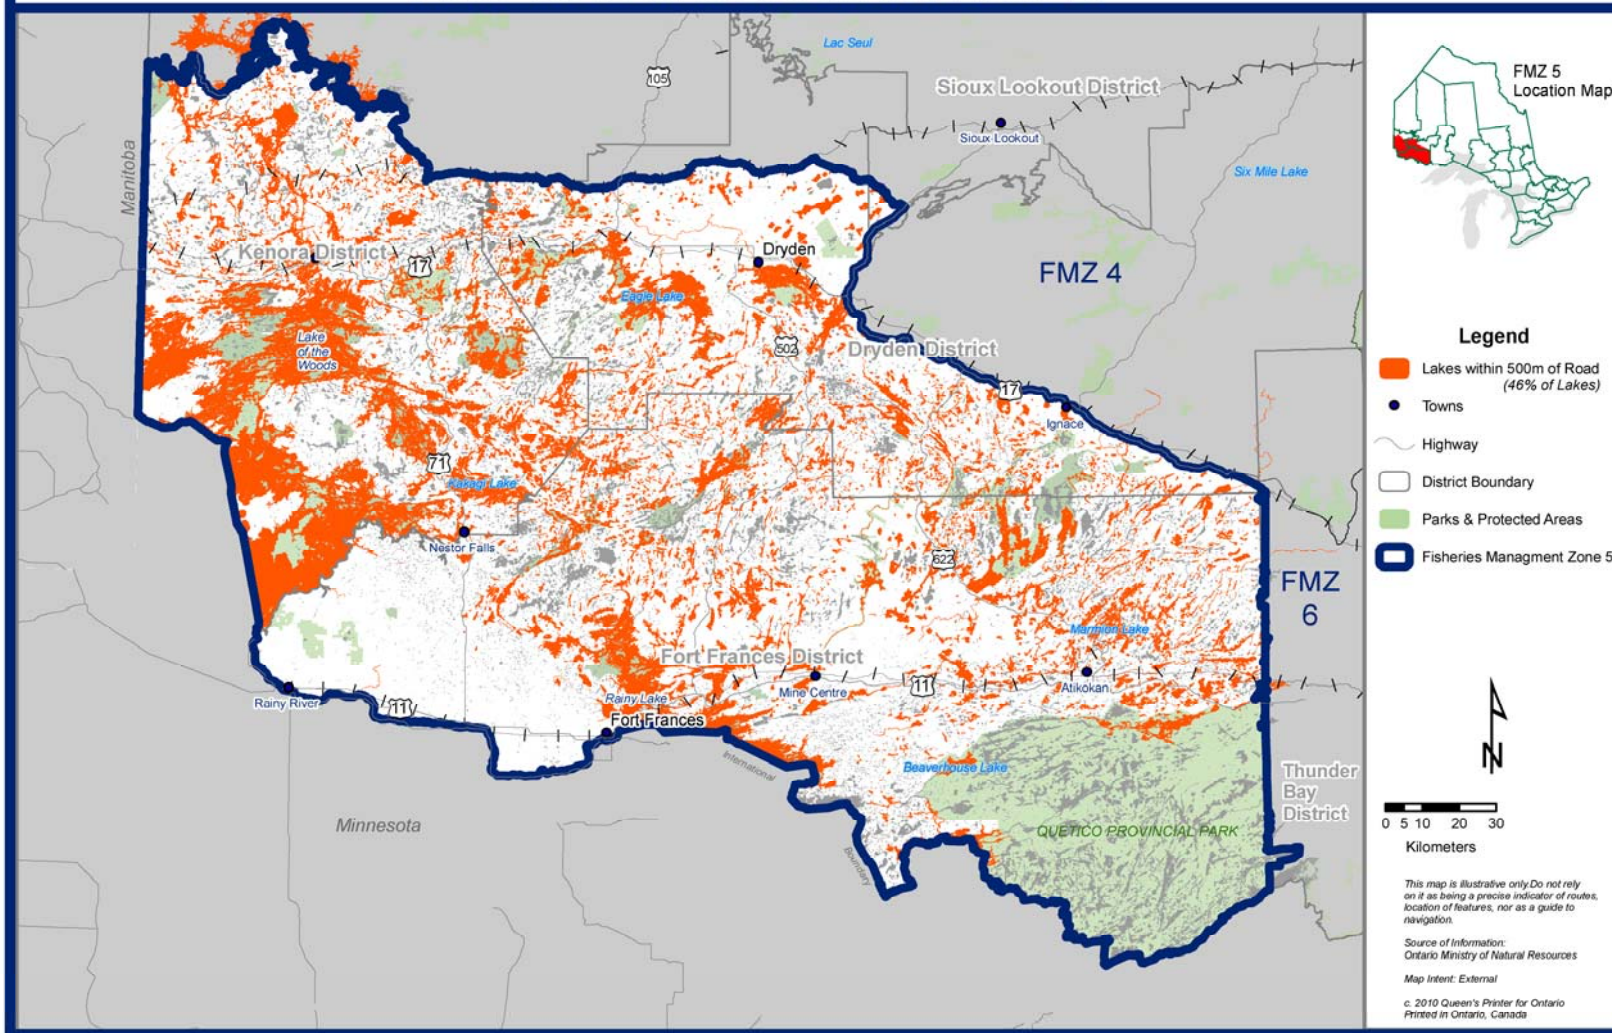 Lac Seul
105
Sioux Lookout District
Sioux Lookout
Six Mile Lake
Manitoba
Kenora District
17
Dryden
FMZ 4
Eagle Lake
Lake
of the
Woods
502
Dryden District
17
Ignace
71
Kakagi Lake
Nestor Falls
622
FMZ
6
Marmion Lake
Fort Frances District
Rainy River
11
Rainy Lake
Mine Centre
11
Atikokan
Fort Frances
International
Boundary
Beaverhouse Lake
Thunder
Bay
District
Minnesota
QUETICO PROVINCIAL PARK
FMZ 5
Location Map
Legend
Lakes within 500m of Road
(46% of Lakes)
Towns
Highway
District Boundary
Parks & Protected Areas
Fisheries Managment Zone 5
N
0 5 10 20 30
Kilometers
This map is illustrative only.Do not rely
on it as being a precise indicator of routes,
location of features, nor as a guide to
navigation.
Source of Information:
Ontario Ministry of Natural Resources
Map Intent: External
c. 2010 Queen's Printer for Ontario
Printed in Ontario, Canada